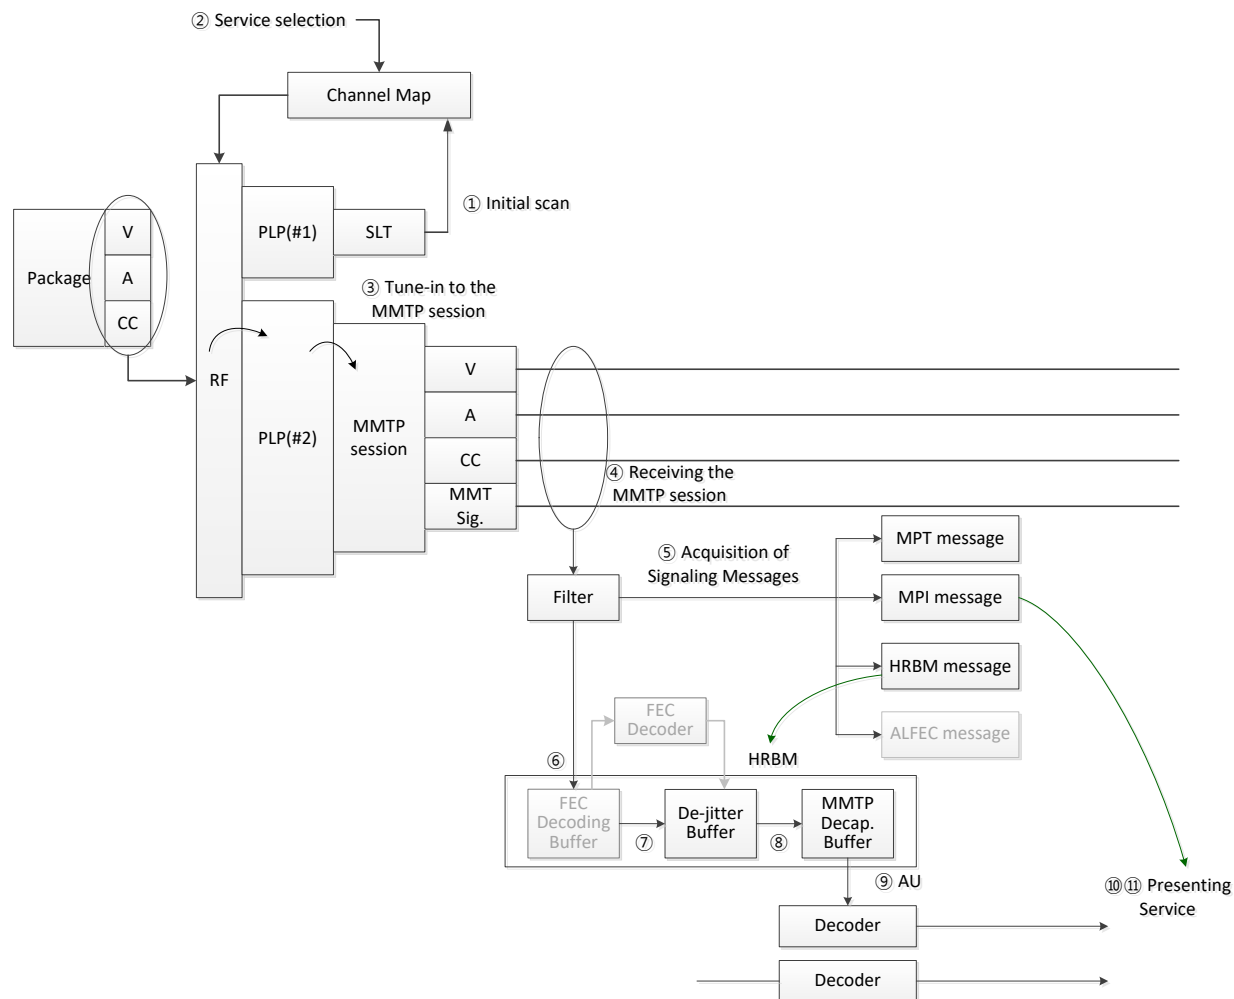 ② Service selection
Channel Map
① Initial scan
PLP(#1)
SLT
Package
V
A
CC
③ Tune-in to the
MMTP session
RF
PLP(#2)
MMTP
session
V
A
CC
MMT
Sig.
④ Receiving the
MMTP session
⑤ Acquisition of
Signaling Messages
Filter
MPT message
MPI message
HRBM message
ALFEC message
FEC
Decoder
HRBM
⑥
FEC
Decoding
Buffer
⑦
De-jitter
Buffer
⑧
MMTP
Decap.
Buffer
⑨ AU
⑩⑪ Presenting
Service
Decoder
Decoder